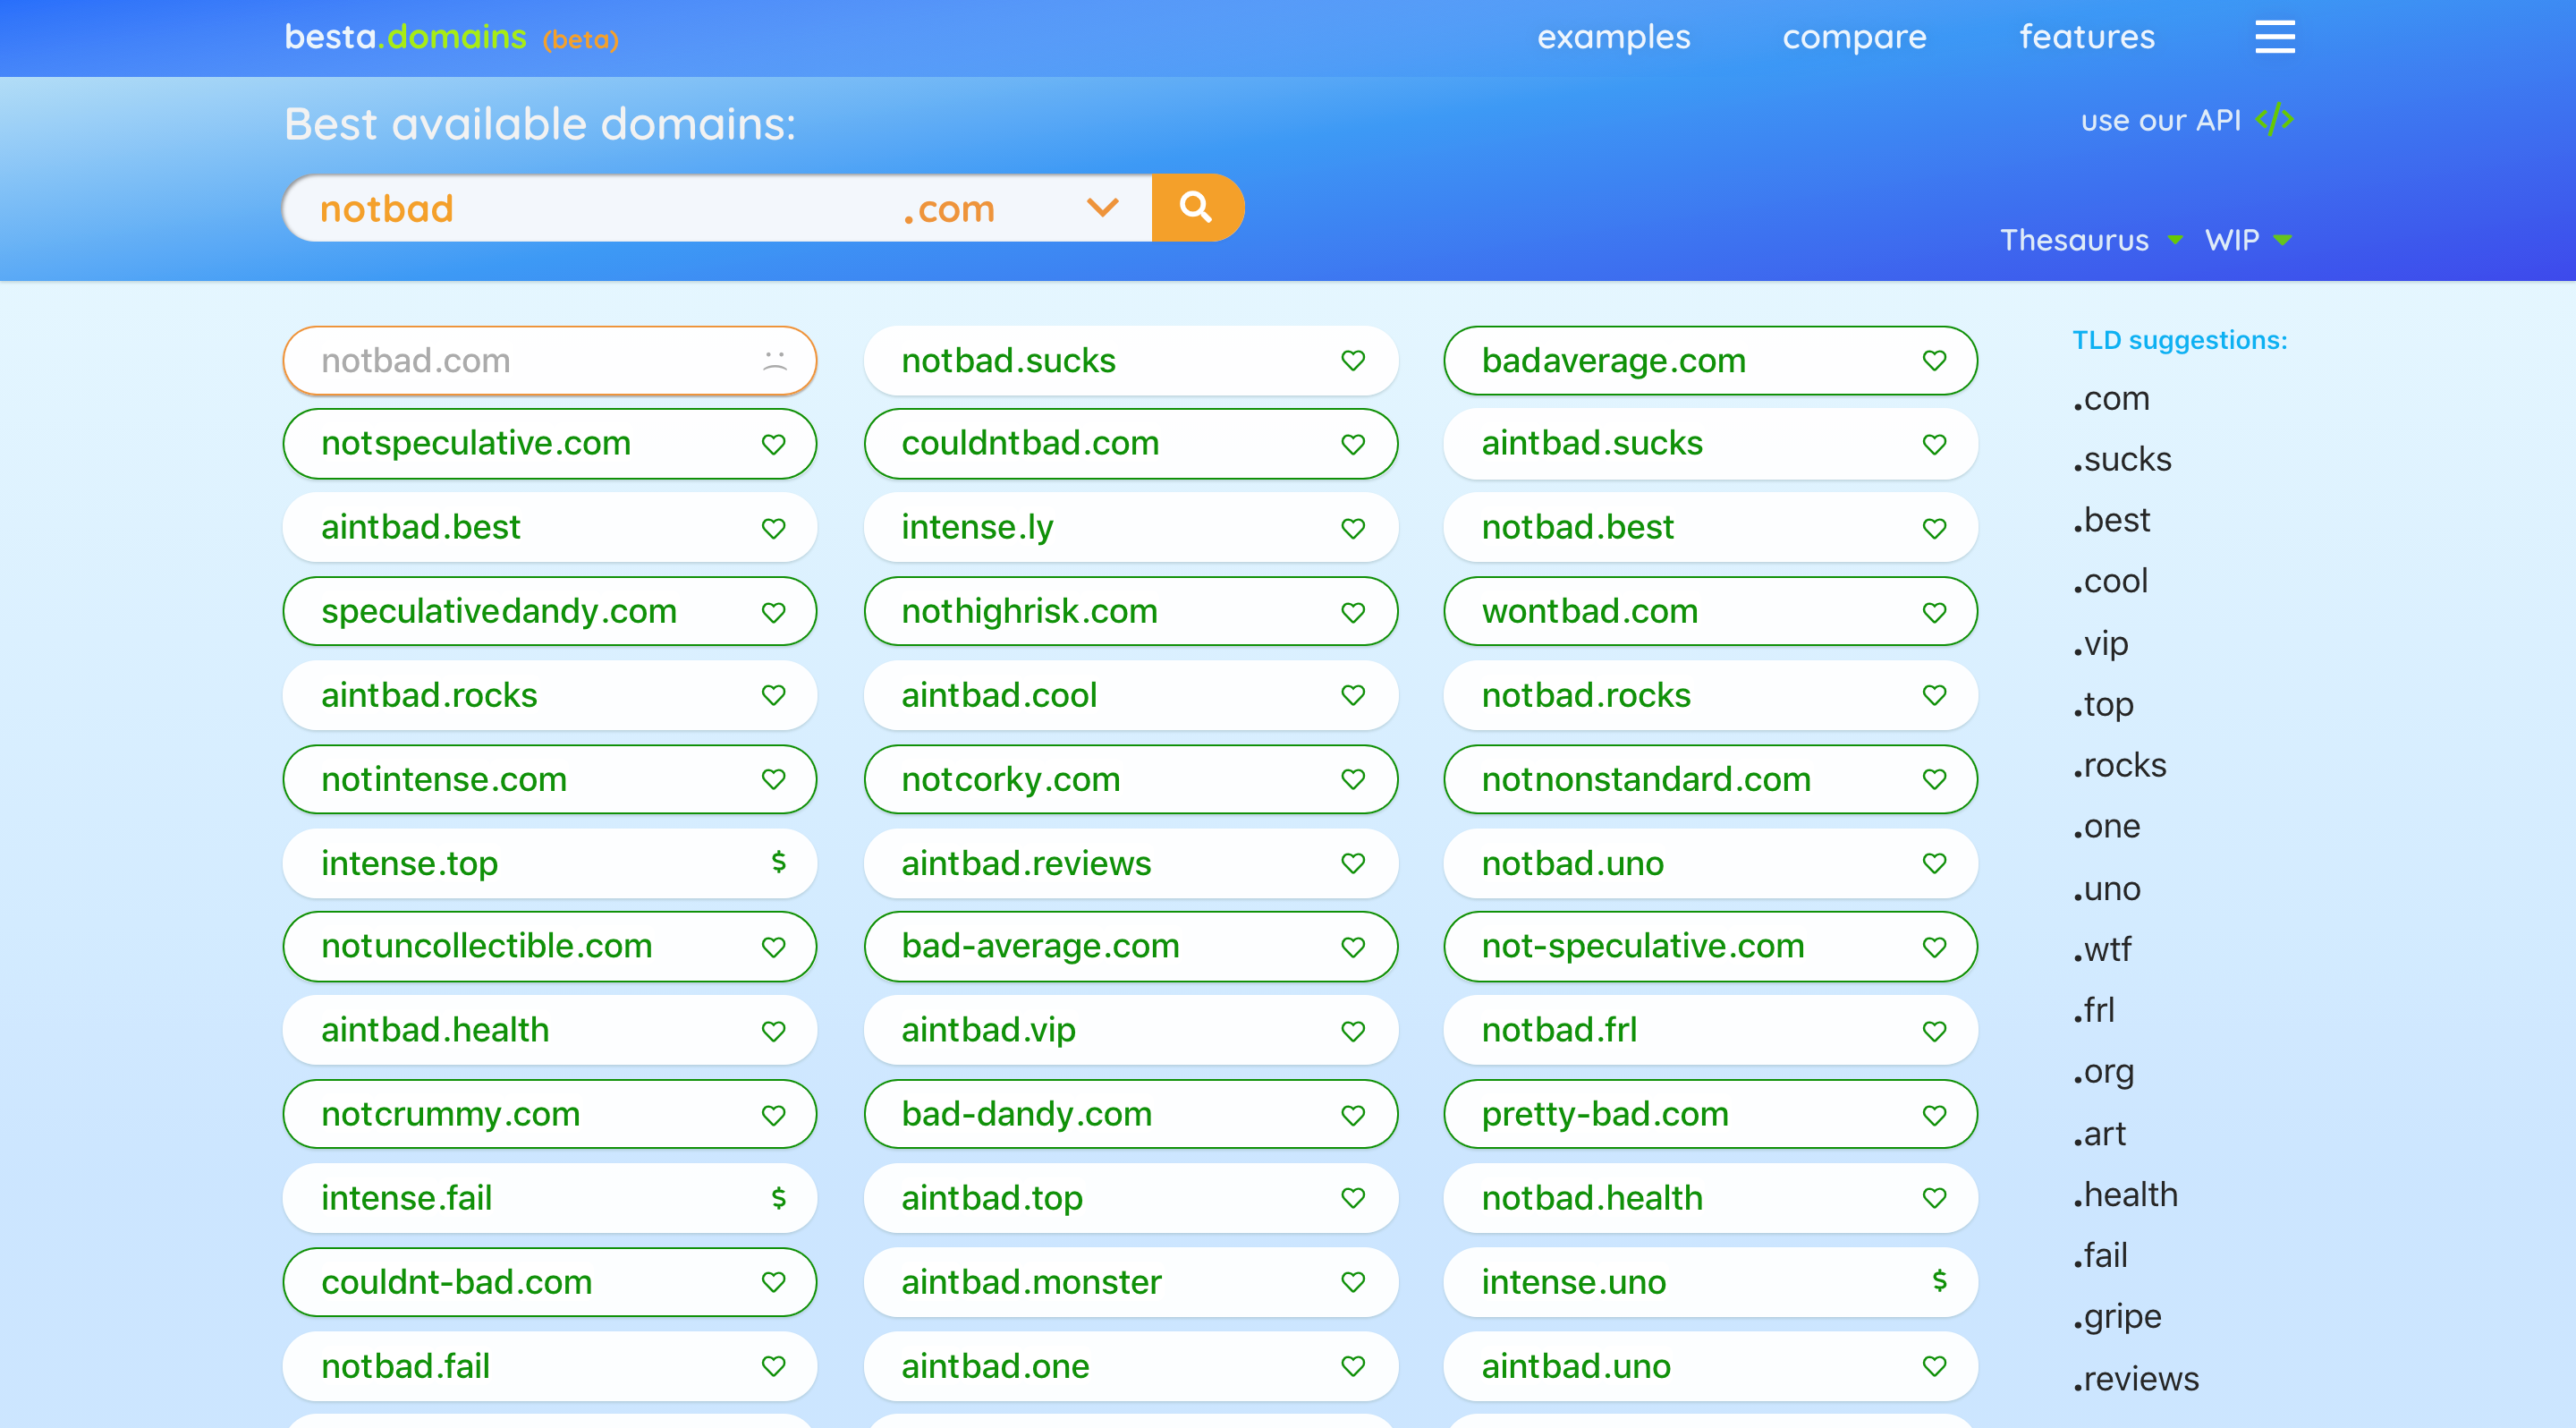 besta.domains (beta) examples compare features
Best available domains:
use our API </>
notbad .com
Thesaurus WIP
notbad.com notbad.sucks badaverage.com
notspeculative.com couldntbad.com aintbad.sucks
aintbad.best intense.ly notbad.best
speculativedandy.com nothighrisk.com wontbad.com
aintbad.rocks aintbad.cool notbad.rocks
notintense.com notcorky.com notnonstandard.com
intense.top $ aintbad.reviews notbad.uno
notuncollectible.com bad-average.com not-speculative.com
aintbad.health aintbad.vip notbad.frl
notcrummy.com bad-dandy.com pretty-bad.com
intense.fail $ aintbad.top notbad.health
couldnt-bad.com aintbad.monster intense.uno $
notbad.fail aintbad.one aintbad.uno
TLD suggestions:
.com
.sucks
.best
.cool
.vip
.top
.rocks
.one
.uno
.wtf
.frl
.org
.art
.health
.fail
.gripe
.reviews